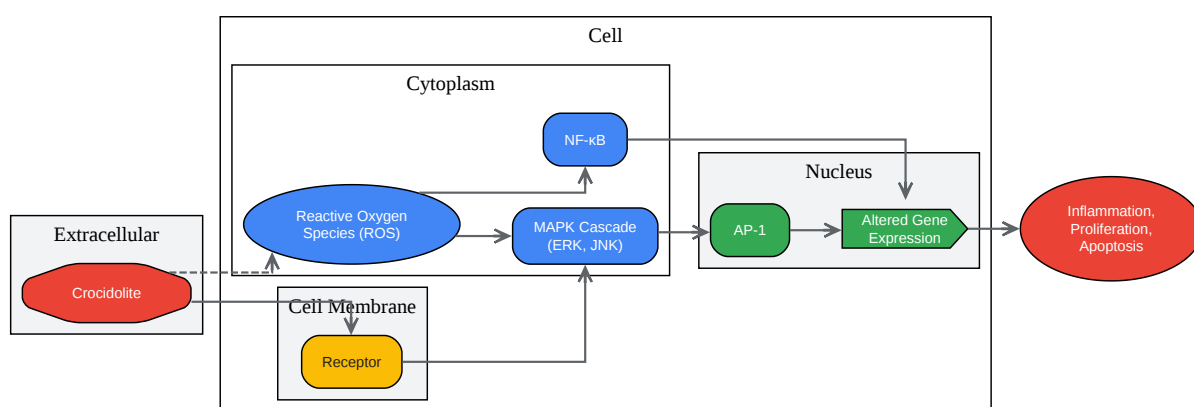 Cell
Cytoplasm
NF-κB
Nucleus
Reactive Oxygen
Species (ROS)
MAPK Cascade
(ERK, JNK)
AP-1
Altered Gene
Expression
Inflammation,
Proliferation,
Apoptosis
Extracellular
Crocidolite
Cell Membrane
Receptor